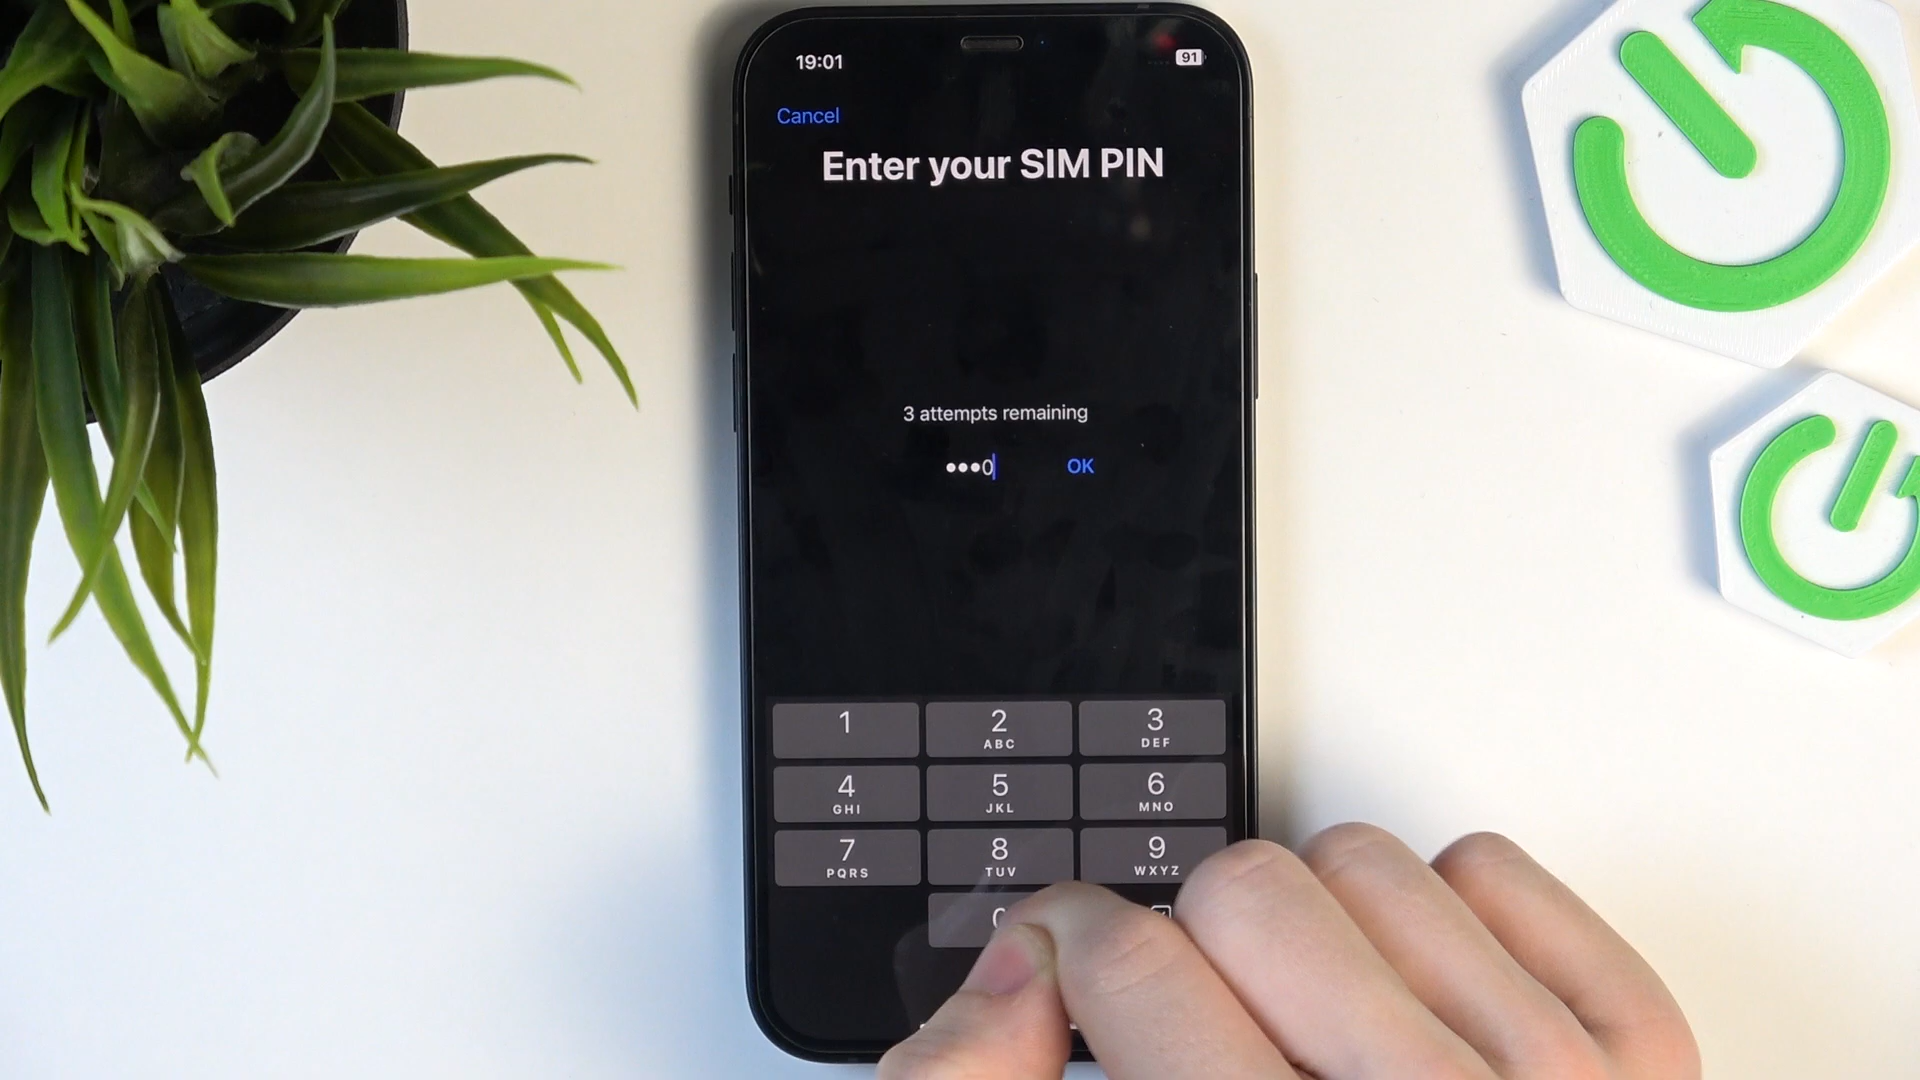 19:01
91
Cancel
Enter your SIM PIN
3 attempts remaining
•••0
OK
1
2
ABC
3
DEF
4
GHI
5
JKL
6
MNO
7
PQRS
8
TUV
9
WXYZ
0